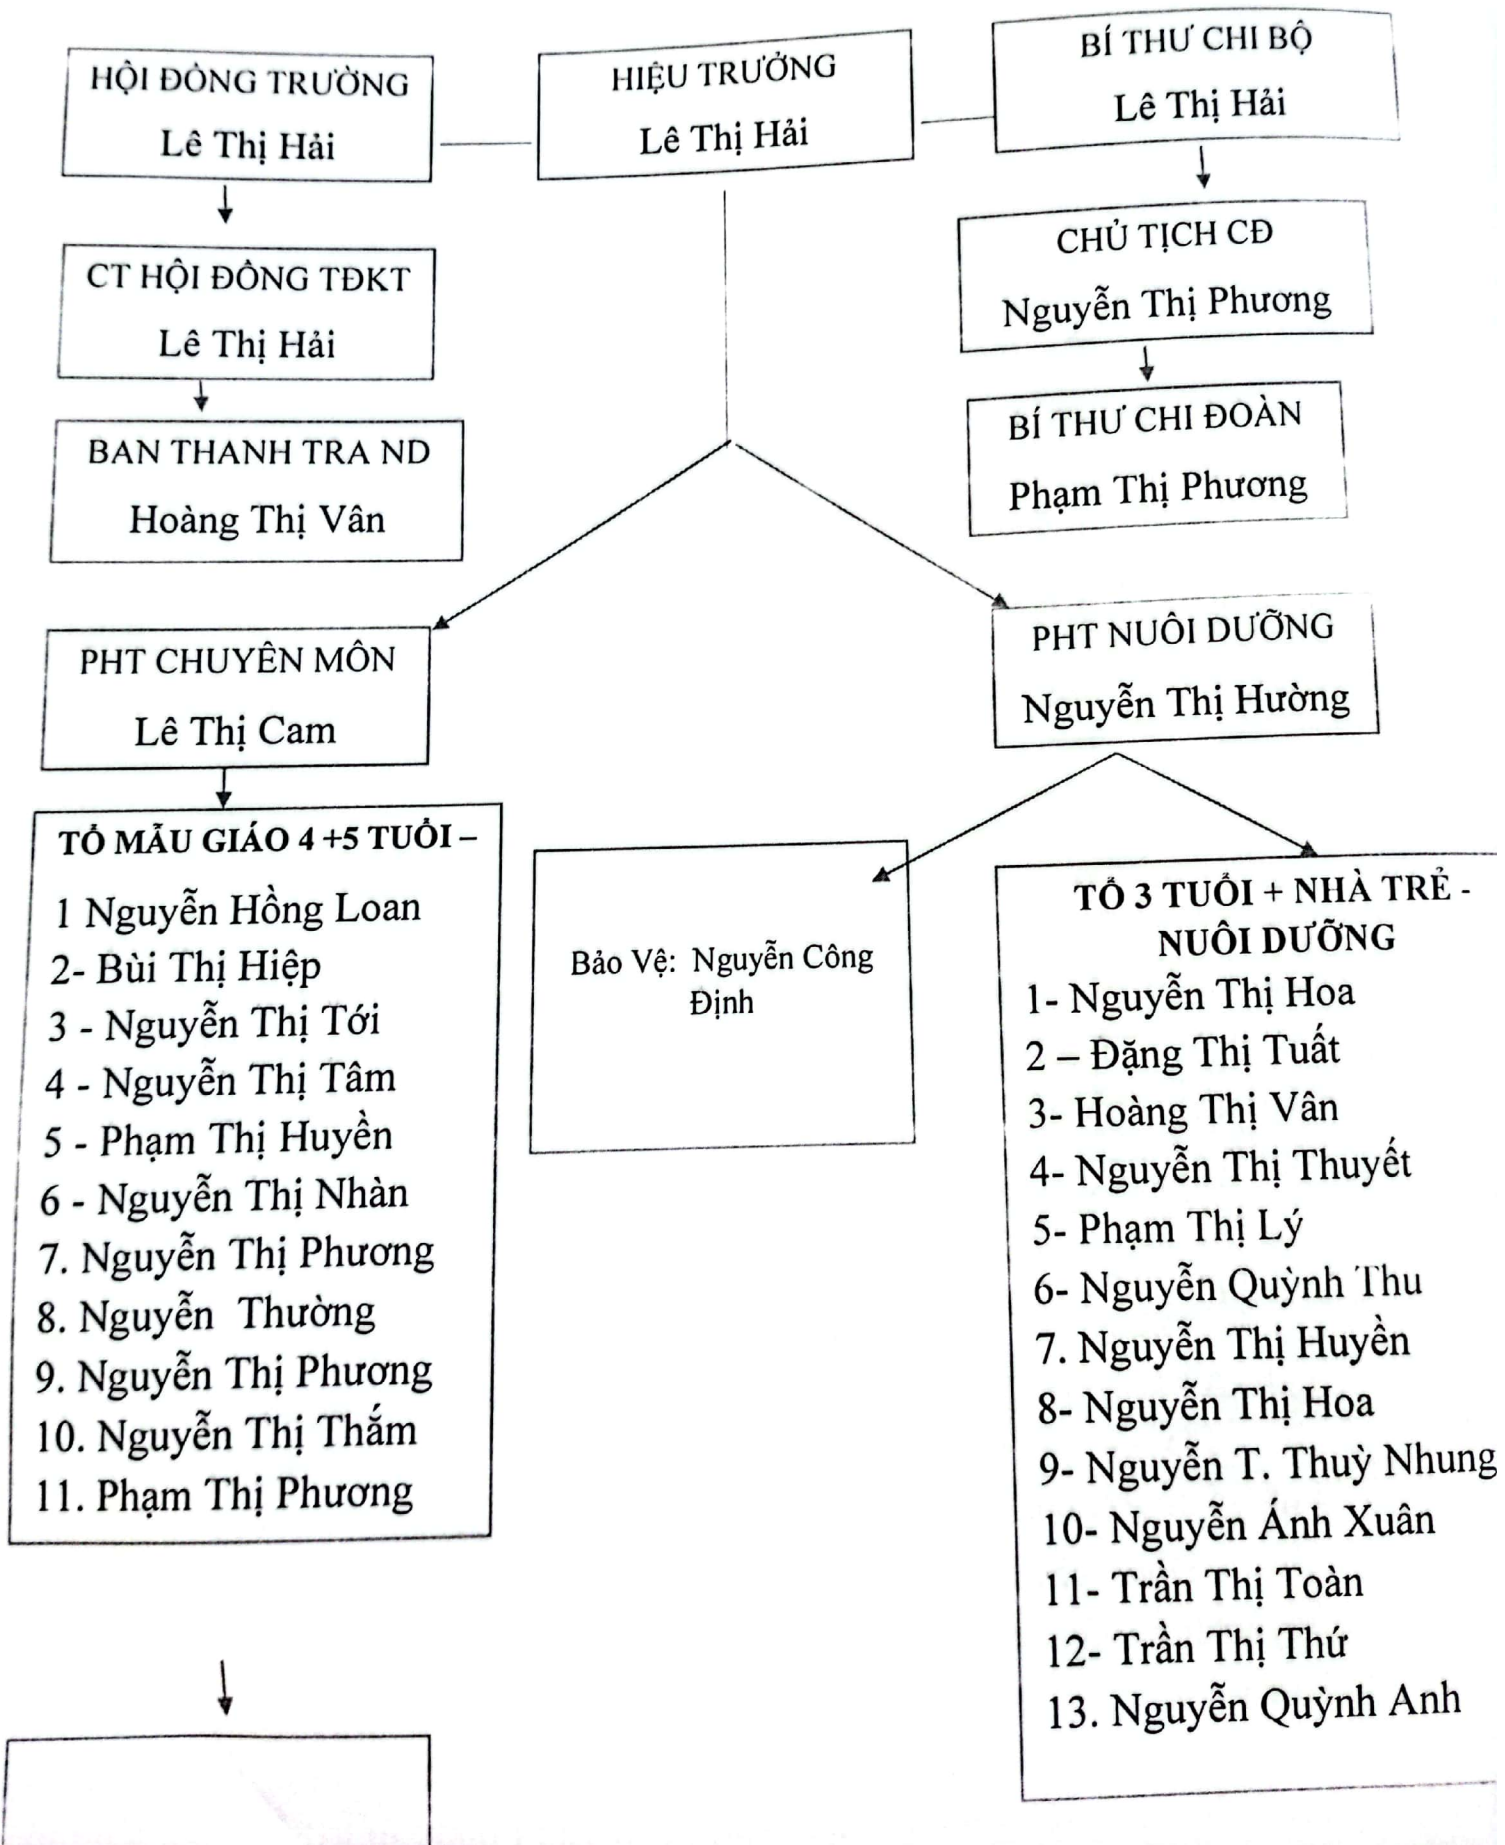 HỘI ĐỒNG TRƯỜNG
Lê Thị Hải
HIỆU TRƯỞNG
Lê Thị Hải
BÍ THƯ CHI BỘ
Lê Thị Hải
CT HỘI ĐỒNG TĐKT
Lê Thị Hải
CHỦ TỊCH CĐ
Nguyễn Thị Phương
BAN THANH TRA ND
Hoàng Thị Vân
BÍ THƯ CHI ĐOÀN
Phạm Thị Phương
PHT CHUYÊN MÔN
Lê Thị Cam
PHT NUÔI DƯỠNG
Nguyễn Thị Hường
TỔ MẪU GIÁO 4 +5 TUỔI –
1 Nguyễn Hồng Loan
2- Bùi Thị Hiệp
3 - Nguyễn Thị Tới
4 - Nguyễn Thị Tâm
5 - Phạm Thị Huyền
6 - Nguyễn Thị Nhàn
7. Nguyễn Thị Phương
8. Nguyễn Thường
9. Nguyễn Thị Phương
10. Nguyễn Thị Thắm
11. Phạm Thị Phương
Bảo Vệ: Nguyễn Công
Định
TỔ 3 TUỔI + NHÀ TRẺ -
NUÔI DƯỠNG
1- Nguyễn Thị Hoa
2 – Đặng Thị Tuất
3- Hoàng Thị Vân
4- Nguyễn Thị Thuyết
5- Phạm Thị Lý
6- Nguyễn Quỳnh Thu
7. Nguyễn Thị Huyền
8- Nguyễn Thị Hoa
9- Nguyễn T. Thuỳ Nhung
10- Nguyễn Ánh Xuân
11- Trần Thị Toàn
12- Trần Thị Thứ
13. Nguyễn Quỳnh Anh